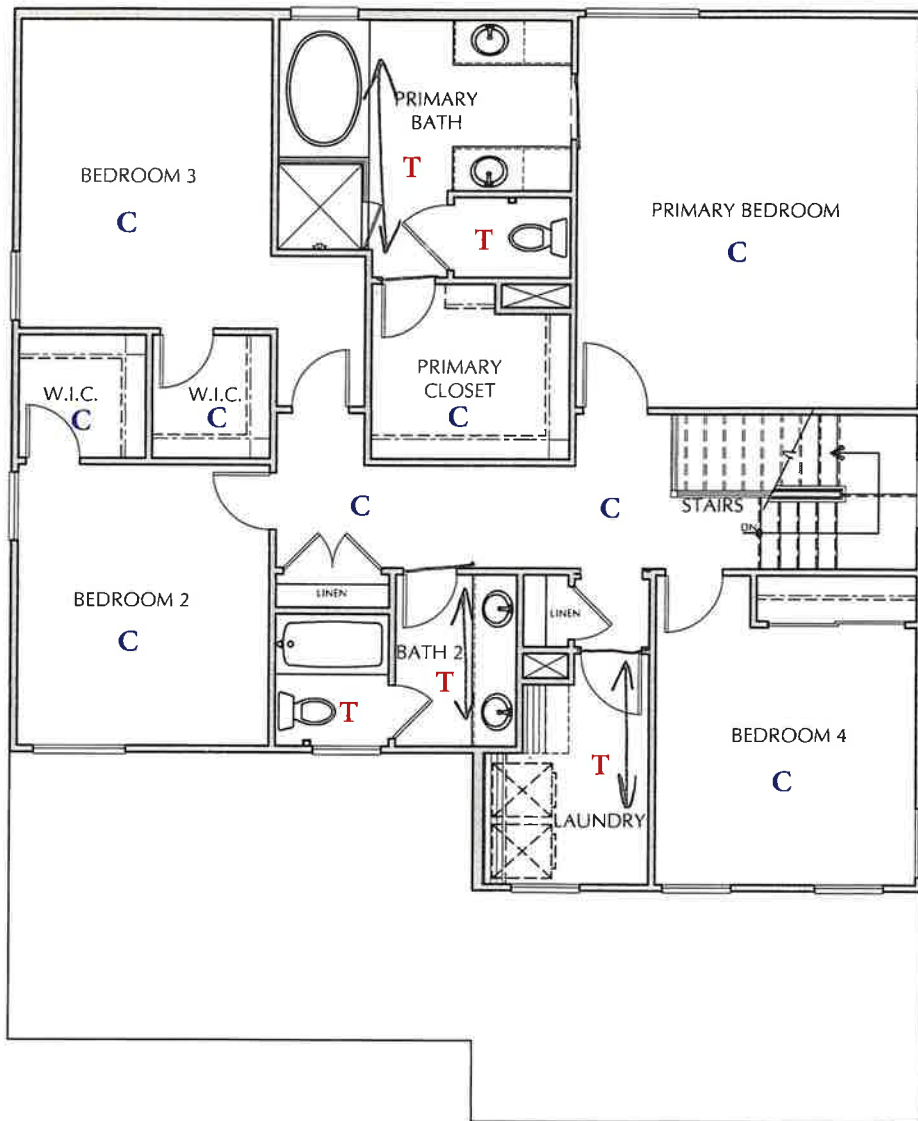 PRIMARY
BATH
T
BEDROOM 3
C
T
PRIMARY BEDROOM
C
PRIMARY
CLOSET
C
W.I.C.
C
W.I.C.
C
C
C
STAIRS
DN
LINEN
LINEN
BEDROOM 2
C
BATH 2
T
T
BEDROOM 4
C
T
LAUNDRY